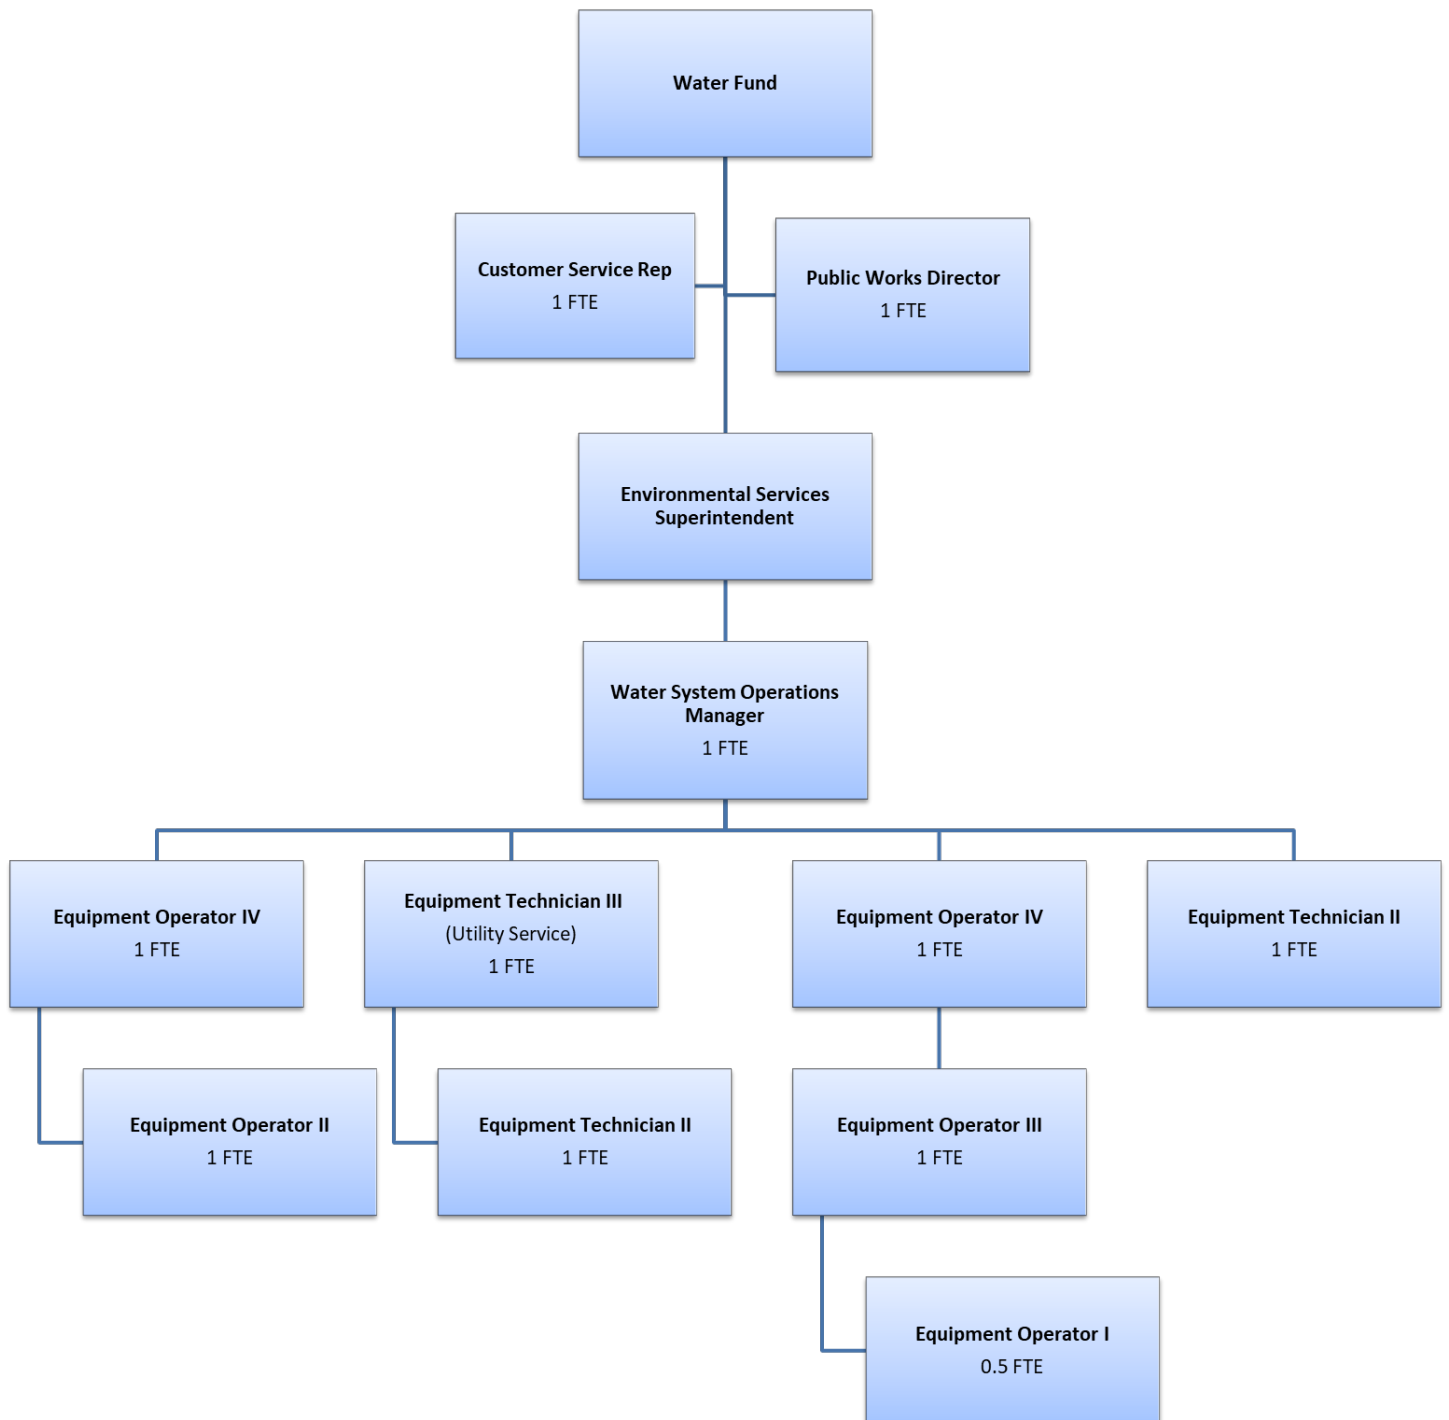 Water Fund
Customer Service Rep
1 FTE
Public Works Director
1 FTE
Environmental Services
Superintendent
Water System Operations
Manager
1 FTE
Equipment Operator IV
1 FTE
Equipment Technician III
(Utility Service)
1 FTE
Equipment Operator IV
1 FTE
Equipment Technician II
1 FTE
Equipment Operator II
1 FTE
Equipment Technician II
1 FTE
Equipment Operator III
1 FTE
Equipment Operator I
0.5 FTE